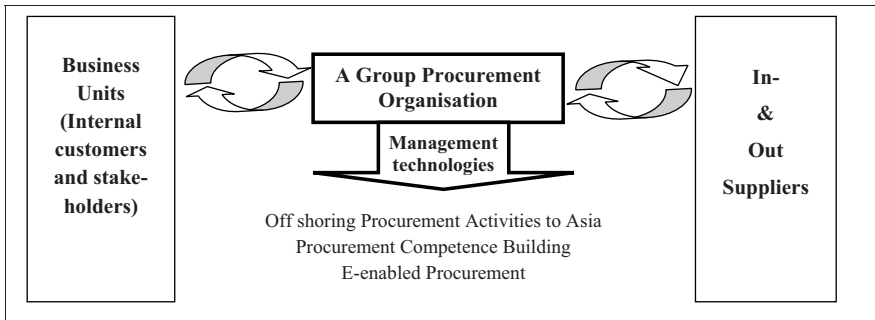 Business
Units
(Internal
customers
and stake-
holders)
A Group Procurement
Organisation
Management
technologies
Off shoring Procurement Activities to Asia
Procurement Competence Building
E-enabled Procurement
In-
&
Out
Suppliers